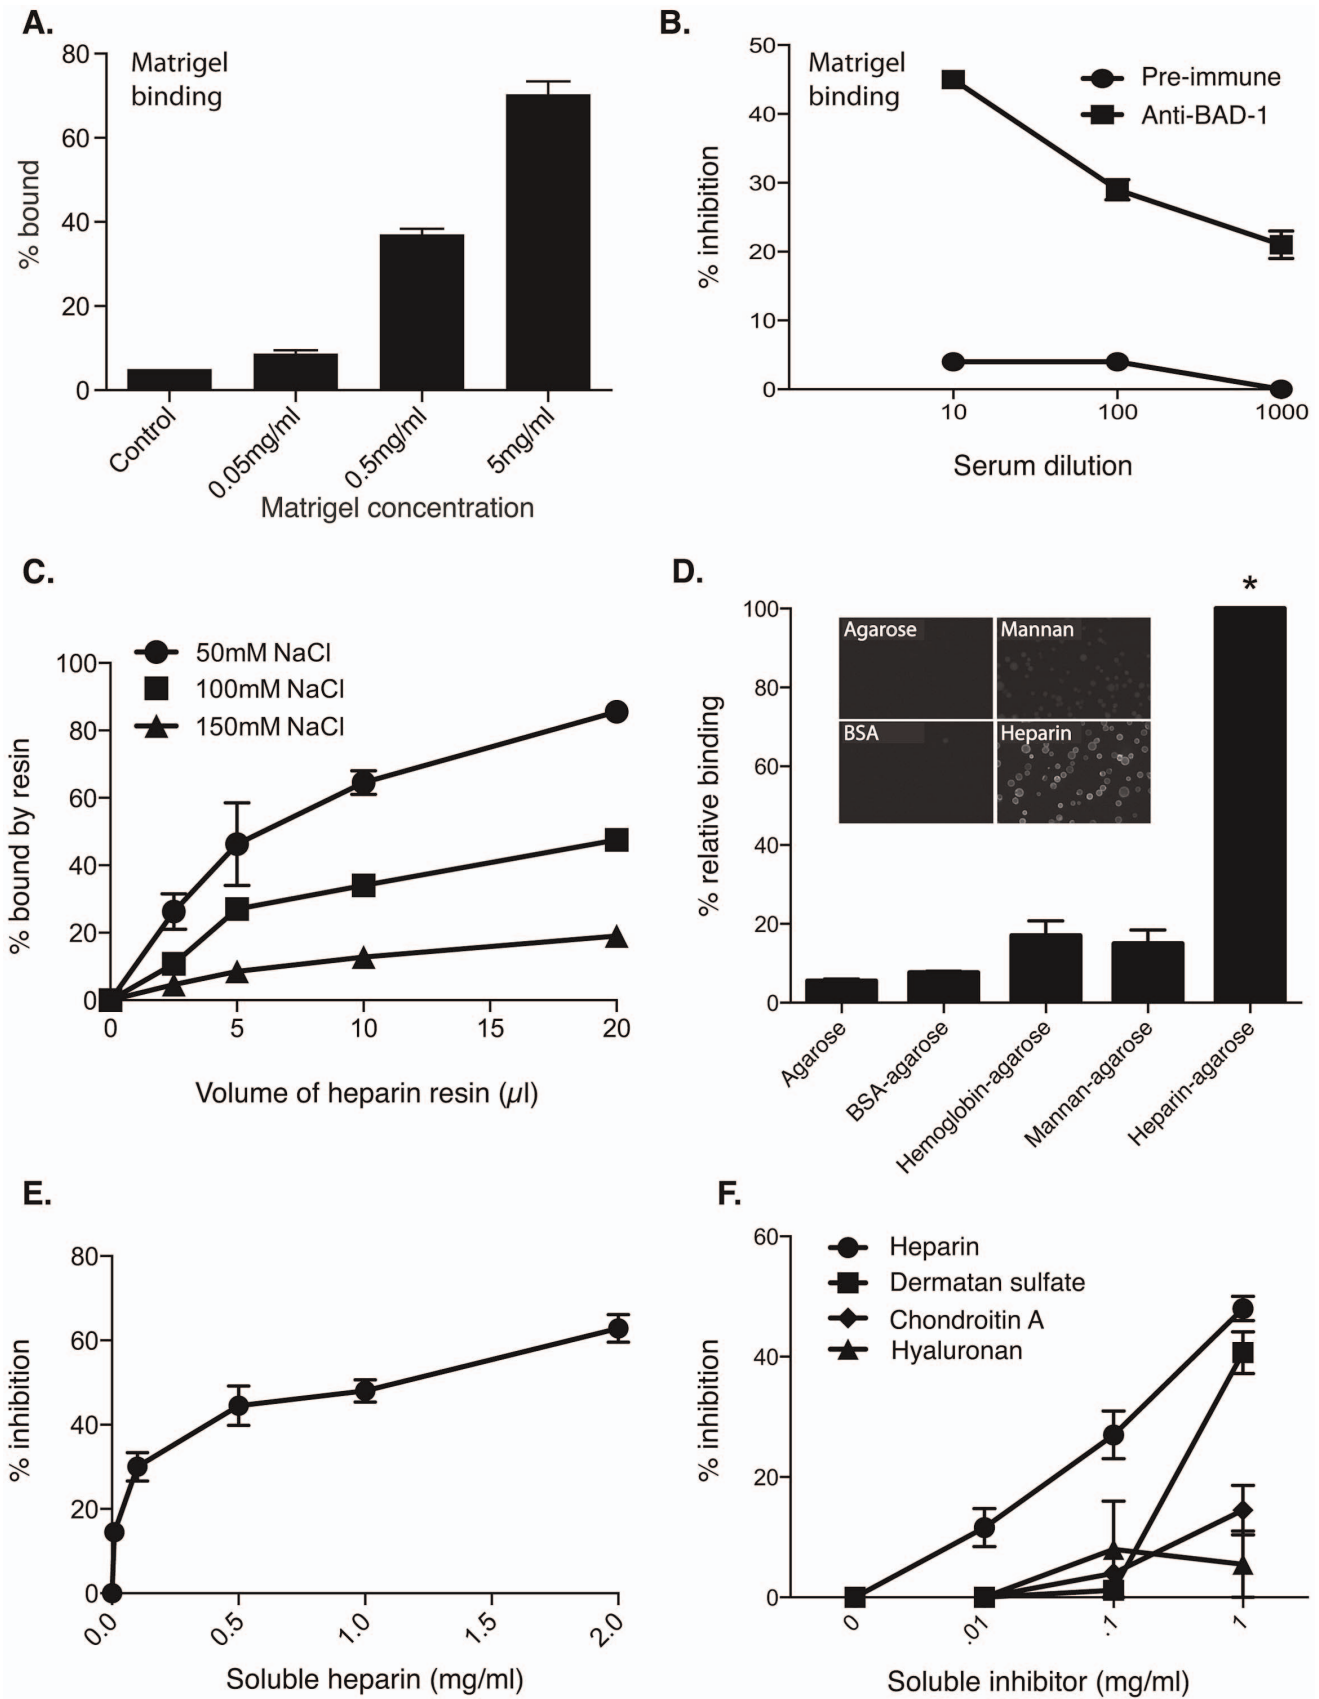 A.
Matrigel
binding
% bound
80
60
40
20
0
Control
0.05mg/ml
0.5mg/ml
5mg/ml
Matrigel concentration
B.
Matrigel
binding
Pre-immune
Anti-BAD-1
% inhibition
50
40
30
20
10
0
10
100
1000
Serum dilution
C.
50mM NaCl
100mM NaCl
150mM NaCl
% bound by resin
100
80
60
40
20
0
0
5
10
15
20
Volume of heparin resin (µl)
D.
*
% relative binding
100
80
60
40
20
0
Agarose
Mannan
BSA
Heparin
Agarose
BSA-agarose
Hemoglobin-agarose
Mannan-agarose
Heparin-agarose
E.
% inhibition
80
60
40
20
0
0.0
0.5
1.0
1.5
2.0
Soluble heparin (mg/ml)
F.
Heparin
Dermatan sulfate
Chondroitin A
Hyaluronan
% inhibition
60
40
20
0
0
.01
.1
1
Soluble inhibitor (mg/ml)